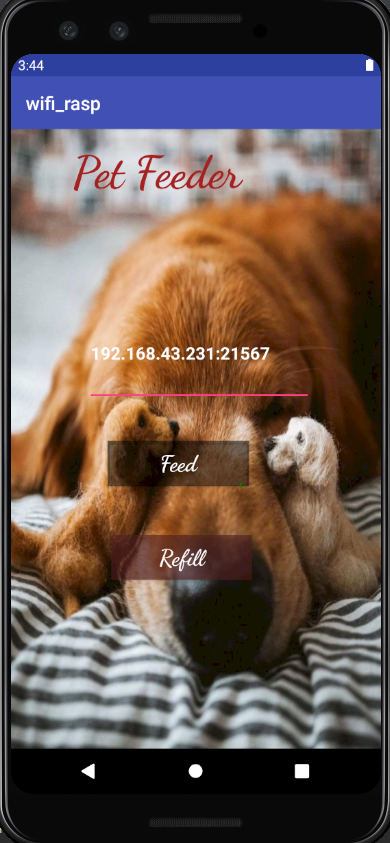 3:44
wifi_rasp
Pet Feeder
192.168.43.231:21567
Feed
Refill